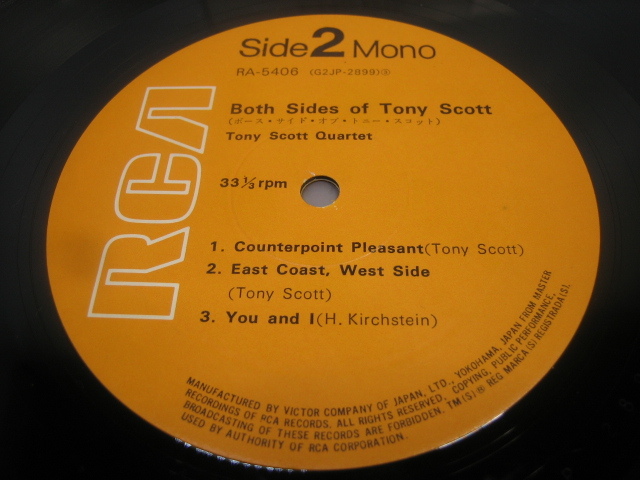 Side 2 Mono
RA-5406 (G2JP-2899)③
RCA
Both Sides of Tony Scott
(ボース・サイド・オブ・トニー・スコット)
Tony Scott Quartet
33⅓ rpm
1. Counterpoint Pleasant (Tony Scott)
2. East Coast, West Side
(Tony Scott)
3. You and I (H. Kirchstein)
MANUFACTURED BY VICTOR COMPANY OF JAPAN, LTD., YOKOHAMA, JAPAN FROM MASTER
RECORDINGS OF RCA RECORDS. ALL RIGHTS RESERVED. COPYING, PUBLIC PERFORMANCE,
BROADCASTING OF THESE RECORDS ARE FORBIDDEN. TM(S)® REG MARCA(S) REGISTRADA(S).
USED BY AUTHORITY OF RCA CORPORATION.